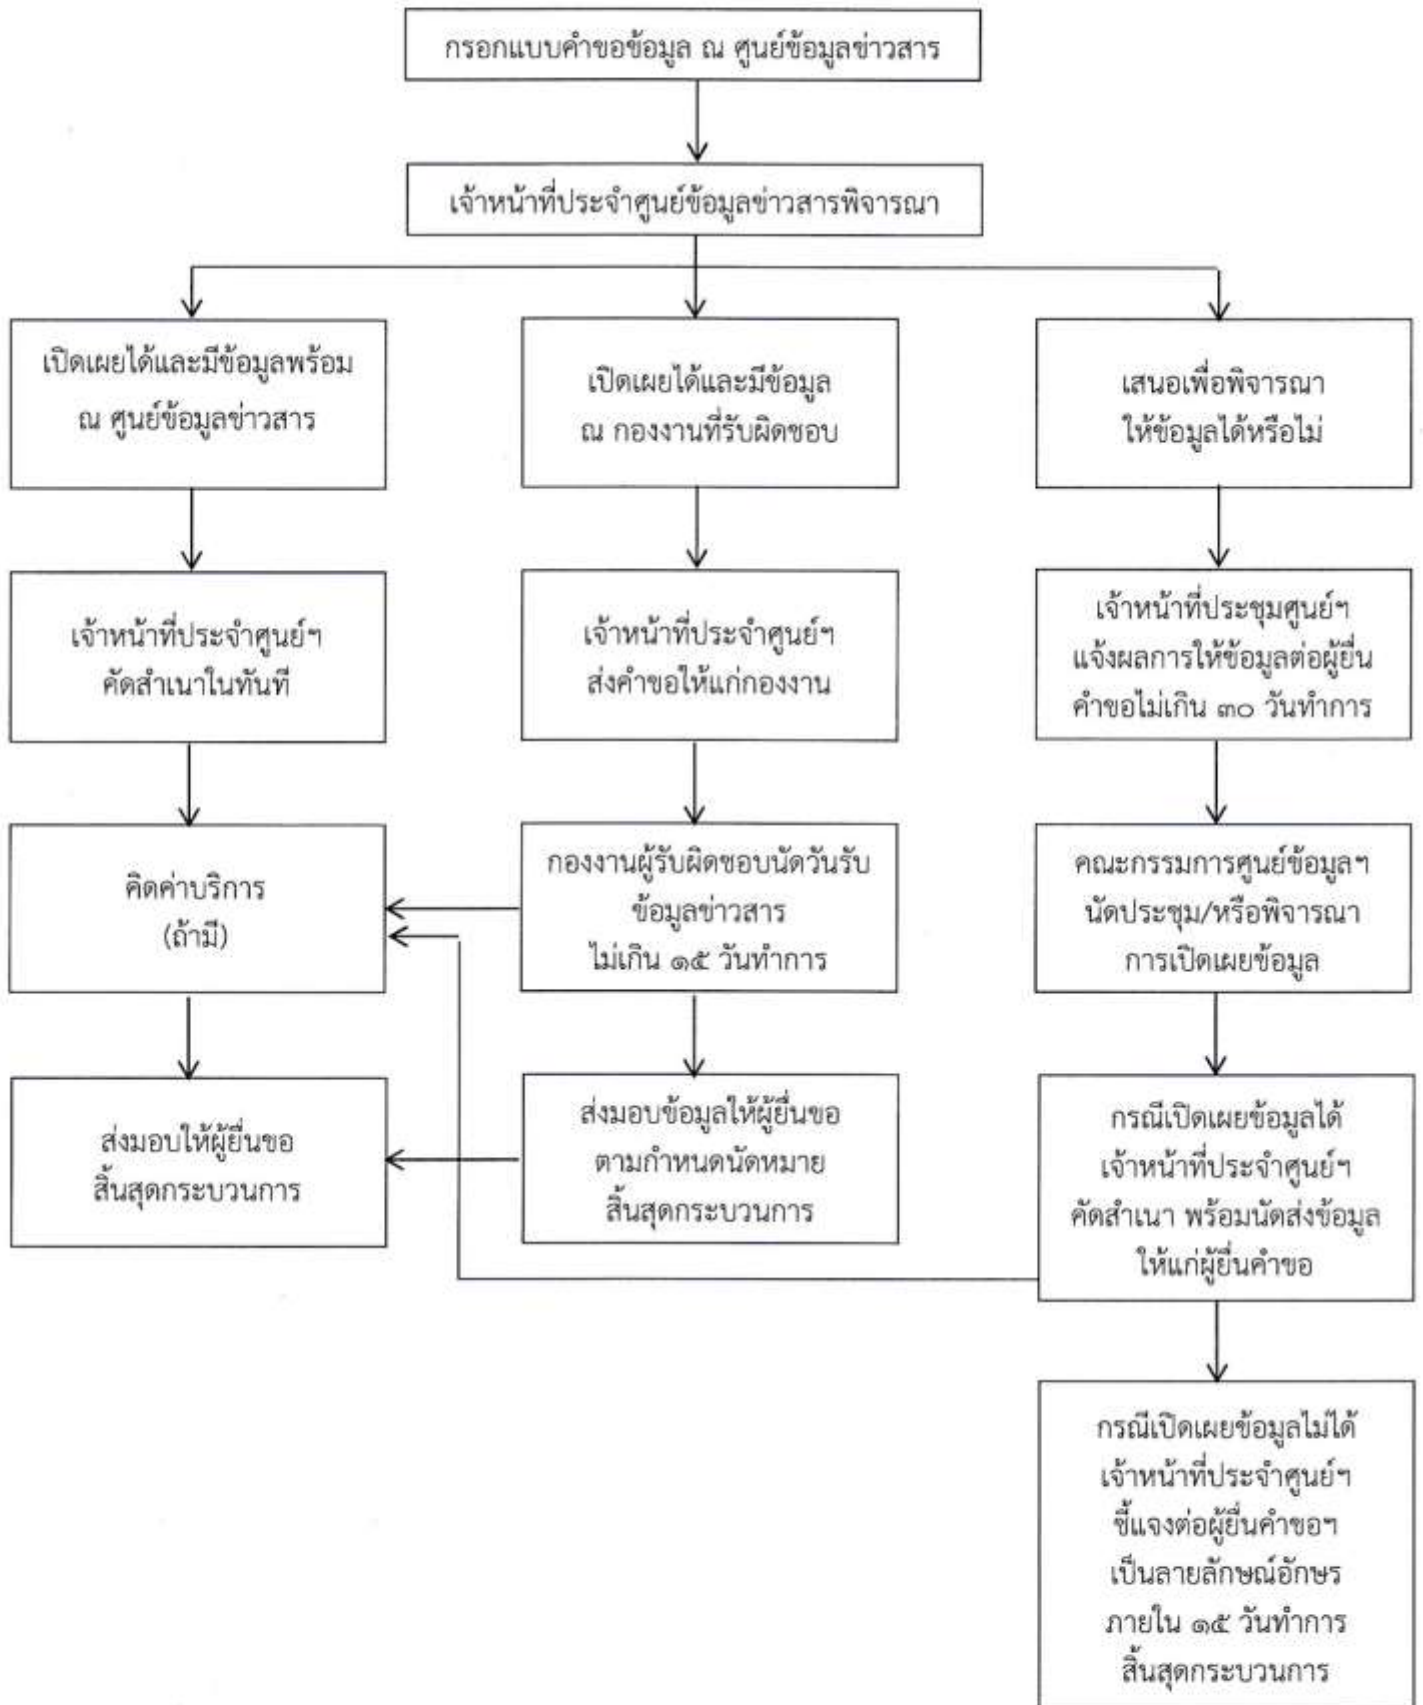 กรอกแบบคำขอข้อมูล ณ ศูนย์ข้อมูลข่าวสาร
เจ้าหน้าที่ประจำศูนย์ข้อมูลข่าวสารพิจารณา
เปิดเผยได้และมีข้อมูลพร้อม
ณ ศูนย์ข้อมูลข่าวสาร
เปิดเผยได้และมีข้อมูล
ณ กองงานที่รับผิดชอบ
เสนอเพื่อพิจารณา
ให้ข้อมูลได้หรือไม่
เจ้าหน้าที่ประจำศูนย์ฯ
คัดสำเนาในทันที
เจ้าหน้าที่ประจำศูนย์ฯ
ส่งคำขอให้แก่กองงาน
เจ้าหน้าที่ประชุมศูนย์ฯ
แจ้งผลการให้ข้อมูลต่อผู้ยื่น
คำขอไม่เกิน ๓๐ วันทำการ
คิดค่าบริการ
(ถ้ามี)
กองงานผู้รับผิดชอบนัดวันรับ
ข้อมูลข่าวสาร
ไม่เกิน ๑๕ วันทำการ
คณะกรรมการศูนย์ข้อมูลฯ
นัดประชุม/หรือพิจารณา
การเปิดเผยข้อมูล
ส่งมอบให้ผู้ยื่นขอ
สิ้นสุดกระบวนการ
ส่งมอบข้อมูลให้ผู้ยื่นขอ
ตามกำหนดนัดหมาย
สิ้นสุดกระบวนการ
กรณีเปิดเผยข้อมูลได้
เจ้าหน้าที่ประจำศูนย์ฯ
คัดสำเนา พร้อมนัดส่งข้อมูล
ให้แก่ผู้ยื่นคำขอ
กรณีเปิดเผยข้อมูลไม่ได้
เจ้าหน้าที่ประจำศูนย์ฯ
ชี้แจงต่อผู้ยื่นคำขอฯ
เป็นลายลักษณ์อักษร
ภายใน ๑๕ วันทำการ
สิ้นสุดกระบวนการ